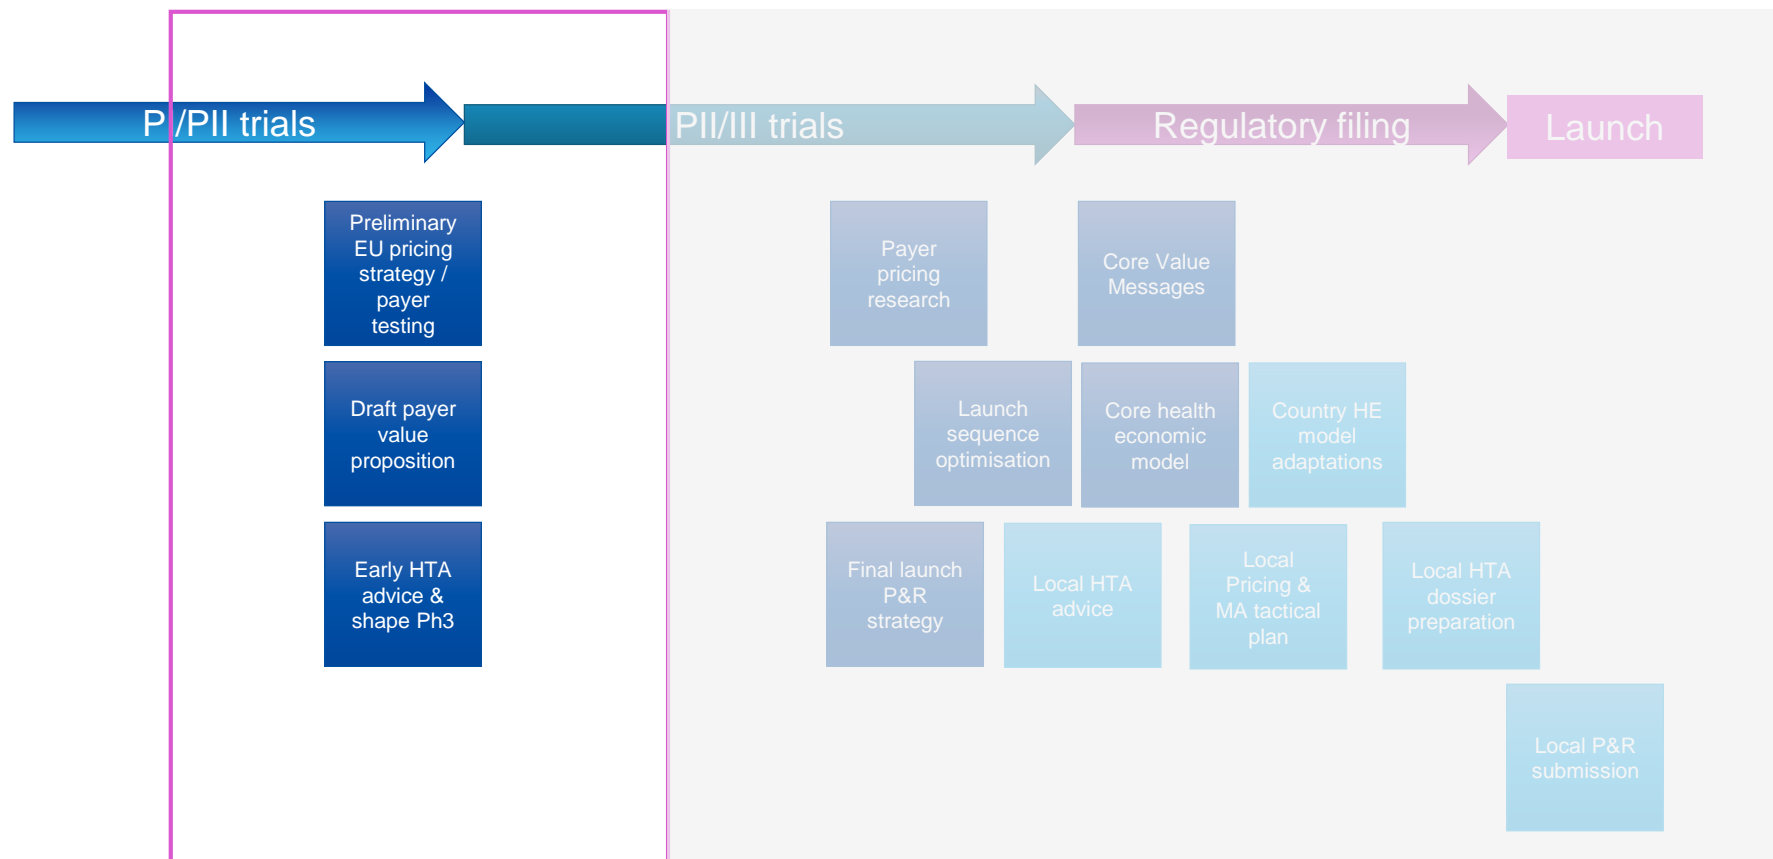 PI/PII trials
PII/III trials
Regulatory filing
Launch
Preliminary
EU pricing
strategy /
payer
testing
Payer
pricing
research
Core Value
Messages
Draft payer
value
proposition
Launch
sequence
optimisation
Core health
economic
model
Country HE
model
adaptations
Early HTA
advice &
shape Ph3
Final launch
P&R
strategy
Local HTA
advice
Local
Pricing &
MA tactical
plan
Local HTA
dossier
preparation
Local P&R
submission